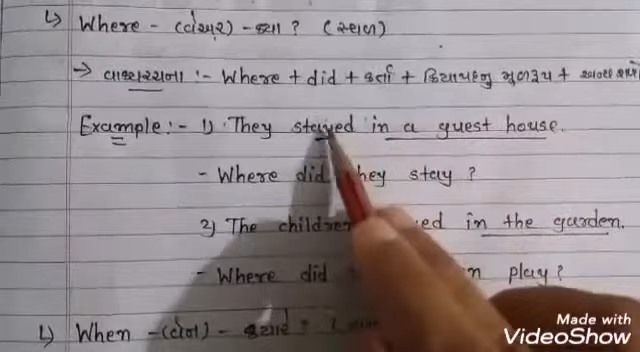 ↳ Where - (વ્હેર) - ક્યાં ? (સ્થળ)
→ વાક્યરચના :- Where + did + કર્તા + ક્રિયાપદનું મૂળરૂપ + અન્ય શબ્દો
Example :- 1) They stayed in a guest house.
- Where did they stay ?
2) The children ed in the garden.
- Where did n play ?
↳ When - (વ્હેન) - ક્યારે ?
Made with
VideoShow